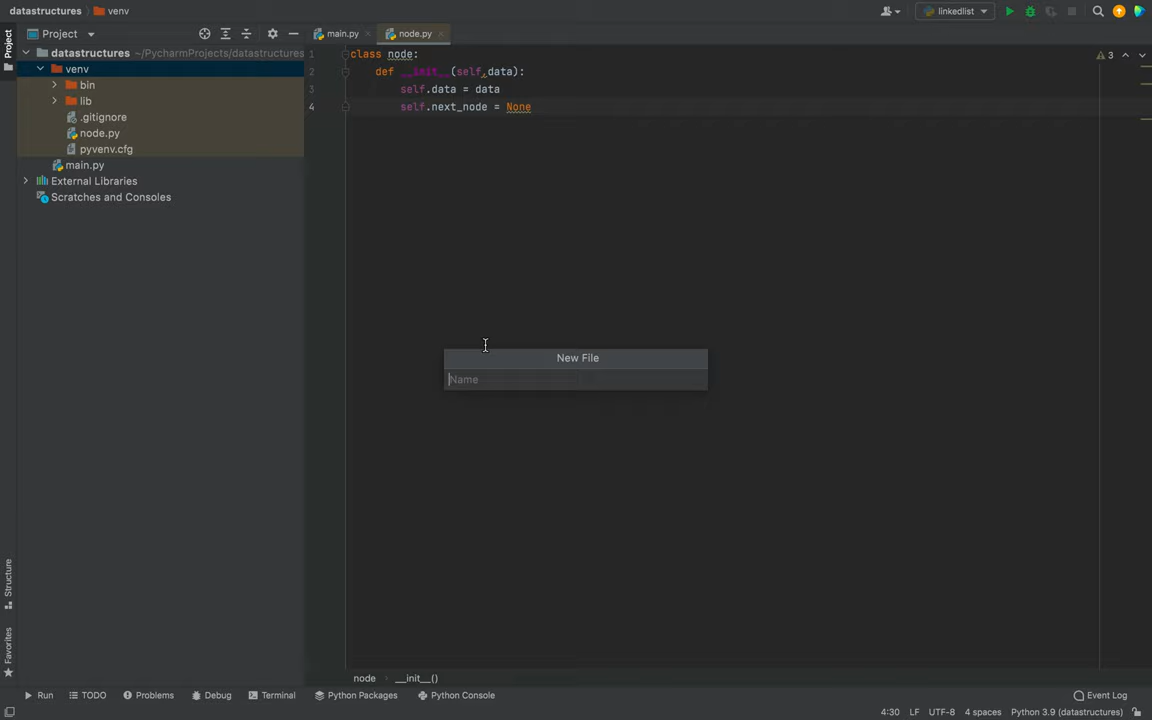 datastructures venv
linkedlist
Project
main.py
node.py
Project
datastructures ~/PycharmProjects/datastructures
venv
bin
lib
.gitignore
node.py
pyvenv.cfg
main.py
External Libraries
Scratches and Consoles
1 class node:
2 def __init__(self,data):
3 self.data = data
4 self.next_node = None
3
New File
Name
Structure
Favorites
node __init__()
Run TODO Problems Debug Terminal Python Packages Python Console Event Log
4:30 LF UTF-8 4 spaces Python 3.9 (datastructures)